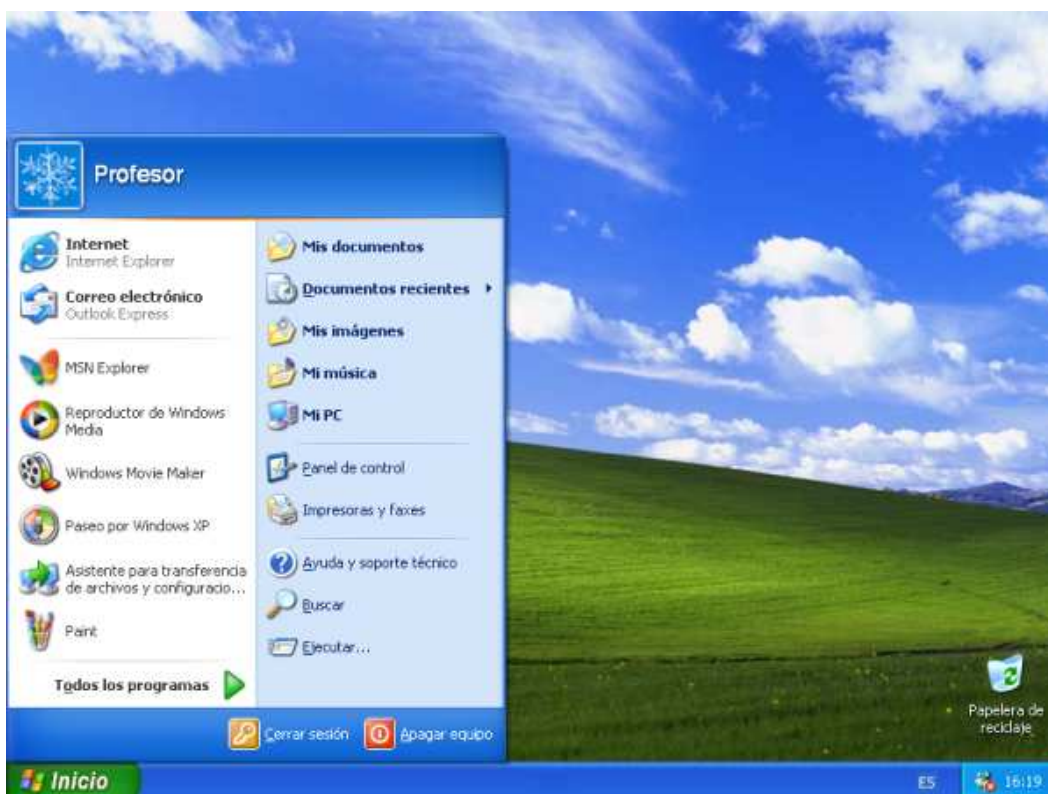 Profesor
Internet
Internet Explorer
Correo electrónico
Outlook Express
MSN Explorer
Reproductor de Windows
Media
Windows Movie Maker
Paseo por Windows XP
Asistente para transferencia
de archivos y configuracio...
Paint
Todos los programas
Mis documentos
Documentos recientes
Mis imágenes
Mi música
Mi PC
Panel de control
Impresoras y faxes
Ayuda y soporte técnico
Buscar
Ejecutar...
Cerrar sesión
Apagar equipo
Papelera de
reciclaje
Inicio
ES
16:19